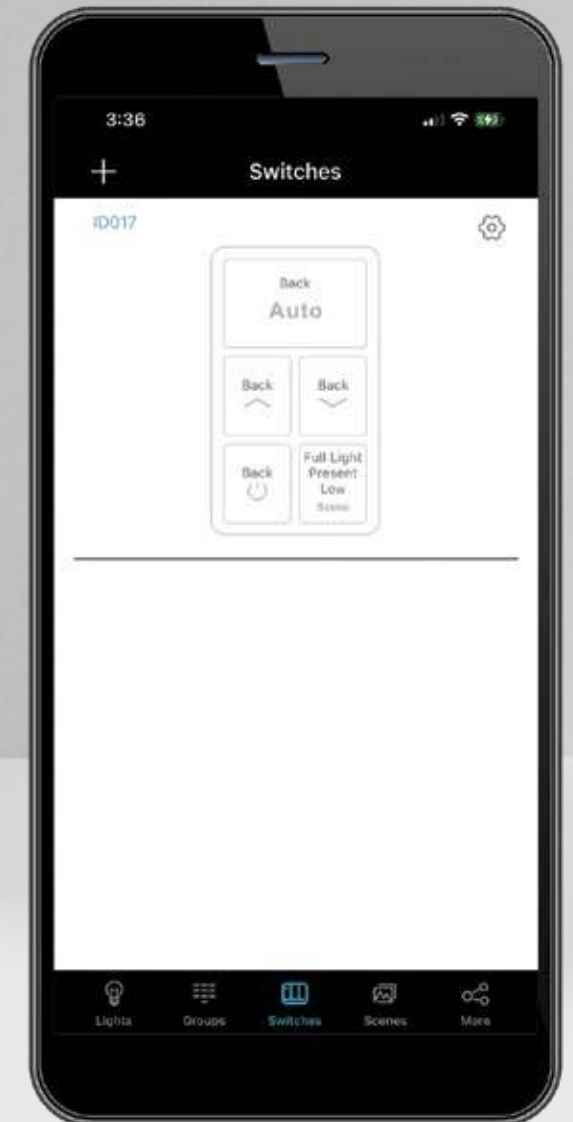 3:36
Switches
ID017
Back
Auto
Back
Back
Back
Full Light
Present
Low
Scene
Lights
Groups
Switches
Scenes
More